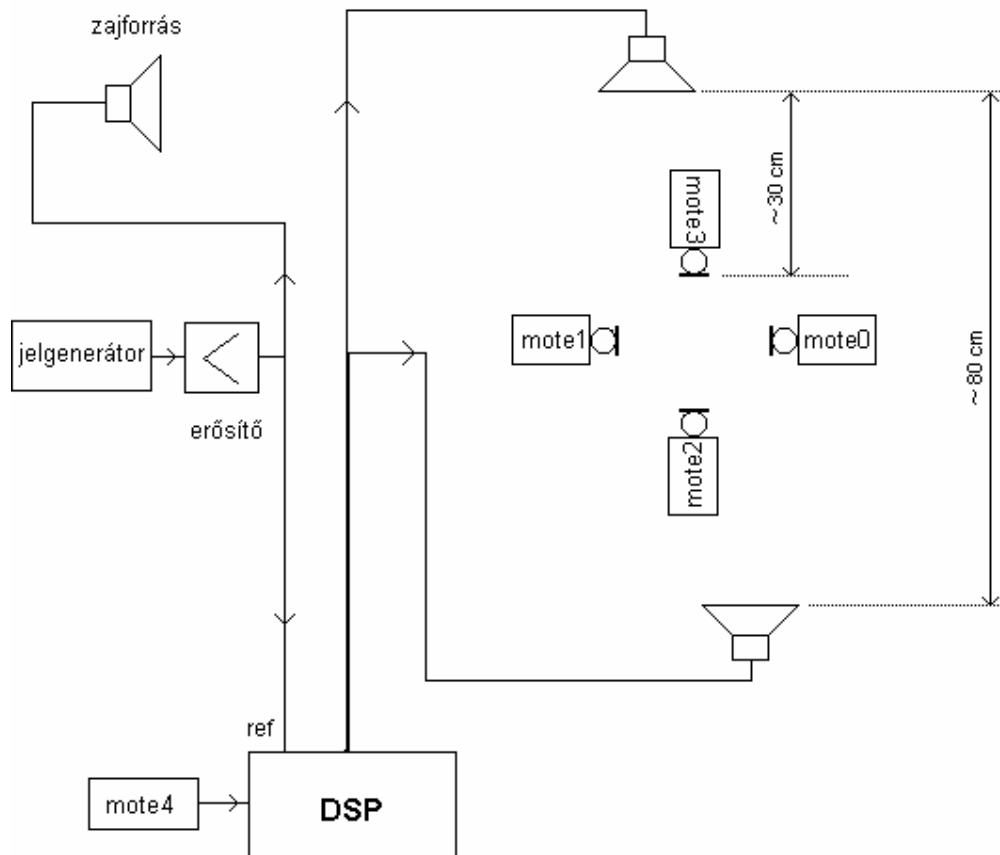 zajforrás
mote3
~30 cm
jelgenerátor
mote1
mote0
~80 cm
erősítő
mote2
ref
mote4
DSP